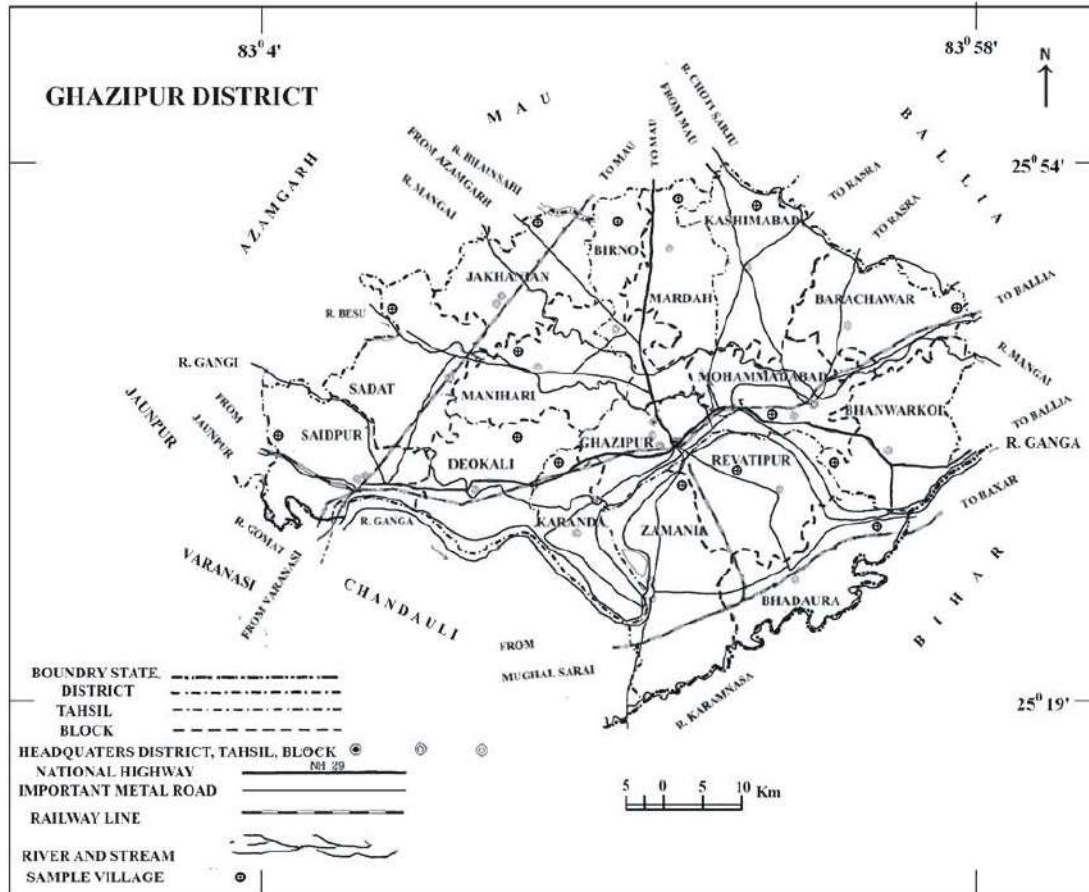 83⁰ 4'
83⁰ 58'
N
GHAZIPUR DISTRICT
M A U
B A L L I A
AZAMGARH
R. CHOTI SARJU
FROM MAU
TO MAU
TO MAU
R. BHAINSAHI
FROM AZAMGARH
R. MANGAI
25⁰ 54'
TO RASRA
TO RASRA
KASHIMABAD
BIRNO
JAKHANIAN
MARDAH
BARACHAWAR
TO BALLIA
R. BESU
R. MANGAI
R. GANGI
MOHAMMADABAD
SADAT
MANIHARI
BHANWARKOL
TO BALLIA
JAUNPUR
FROM
JAUNPUR
SAIDPUR
GHAZIPUR
R. GANGA
DEOKALI
REVATIPUR
TO BAXAR
R. GANGA
KARANDA
ZAMANIA
R. GOMAT
VARANASI
FROM VARANASI
CHANDAULI
BHADAURA
B I H A R
FROM
MUGHAL SARAI
R. KARAMNASA
25⁰ 19'
BOUNDRY STATE
DISTRICT
TAHSIL
BLOCK
HEADQUATERS DISTRICT, TAHSIL, BLOCK
NH 29
NATIONAL HIGHWAY
IMPORTANT METAL ROAD
RAILWAY LINE
RIVER AND STREAM
SAMPLE VILLAGE
5 0 5 10 Km